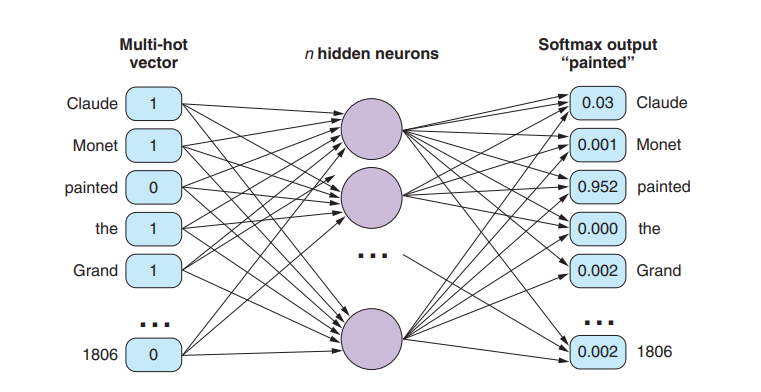 Multi-hot
vector
n hidden neurons
Softmax output
“painted”
Claude 1
Monet 1
painted 0
the 1
Grand 1
...
1806 0
...
0.03 Claude
0.001 Monet
0.952 painted
0.000 the
0.002 Grand
...
0.002 1806